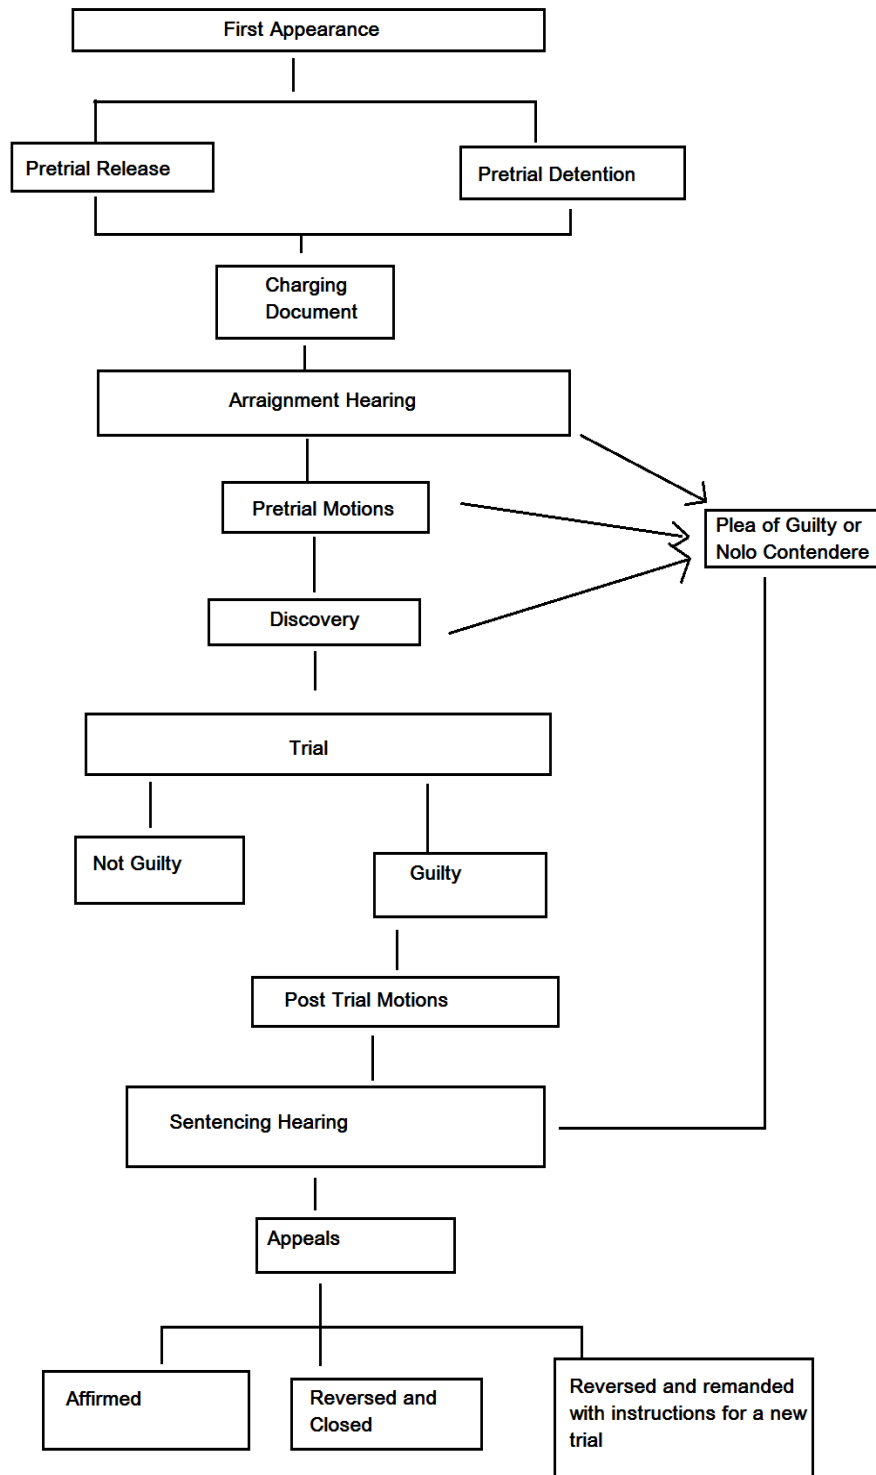 First Appearance
Pretrial Release
Pretrial Detention
Charging
Document
Arraignment Hearing
Pretrial Motions
Plea of Guilty or
Nolo Contendere
Discovery
Trial
Not Guilty
Guilty
Post Trial Motions
Sentencing Hearing
Appeals
Affirmed
Reversed and
Closed
Reversed and remanded
with instructions for a new
trial